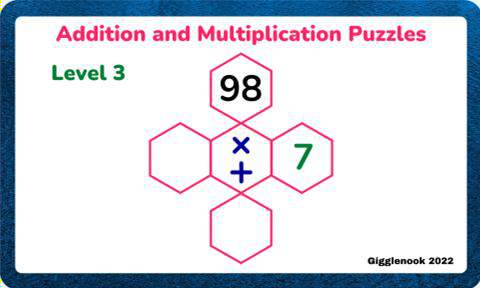 Addition and Multiplication Puzzles
Level 3
98
×
7
+
Gigglenook 2022